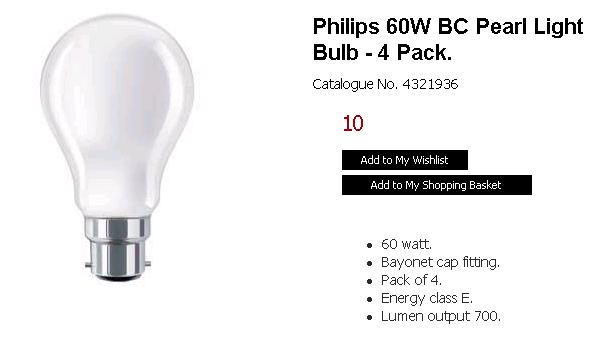 Philips 60W BC Pearl Light
Bulb - 4 Pack.
Catalogue No. 4321936
10
Add to My Wishlist
Add to My Shopping Basket
• 60 watt.
• Bayonet cap fitting.
• Pack of 4.
• Energy class E.
• Lumen output 700.